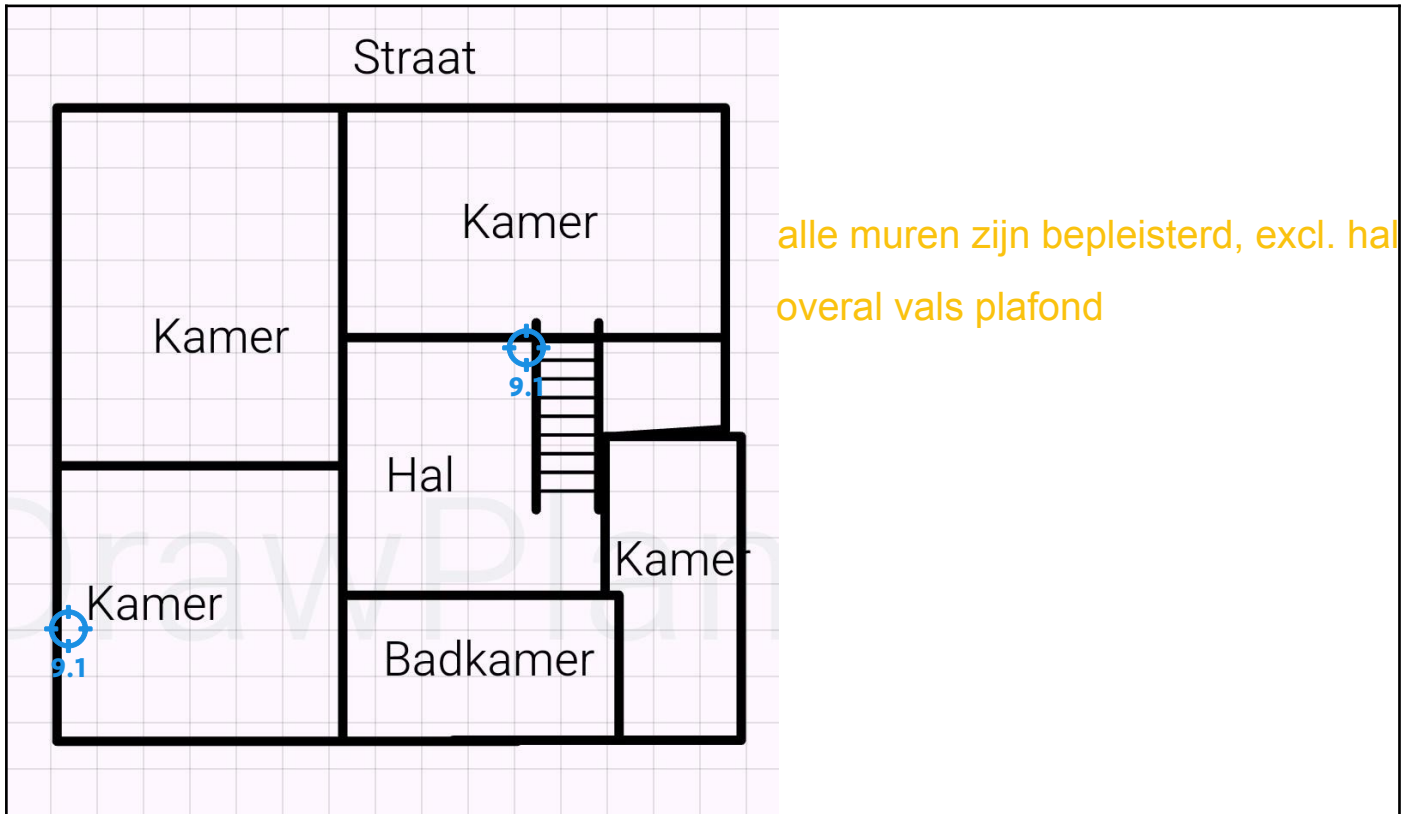 Straat
Kamer
alle muren zijn bepleisterd, excl. hal
overal vals plafond
Kamer
9.1
Hal
Kamer
Kamer
9.1
Badkamer
DrawPlan